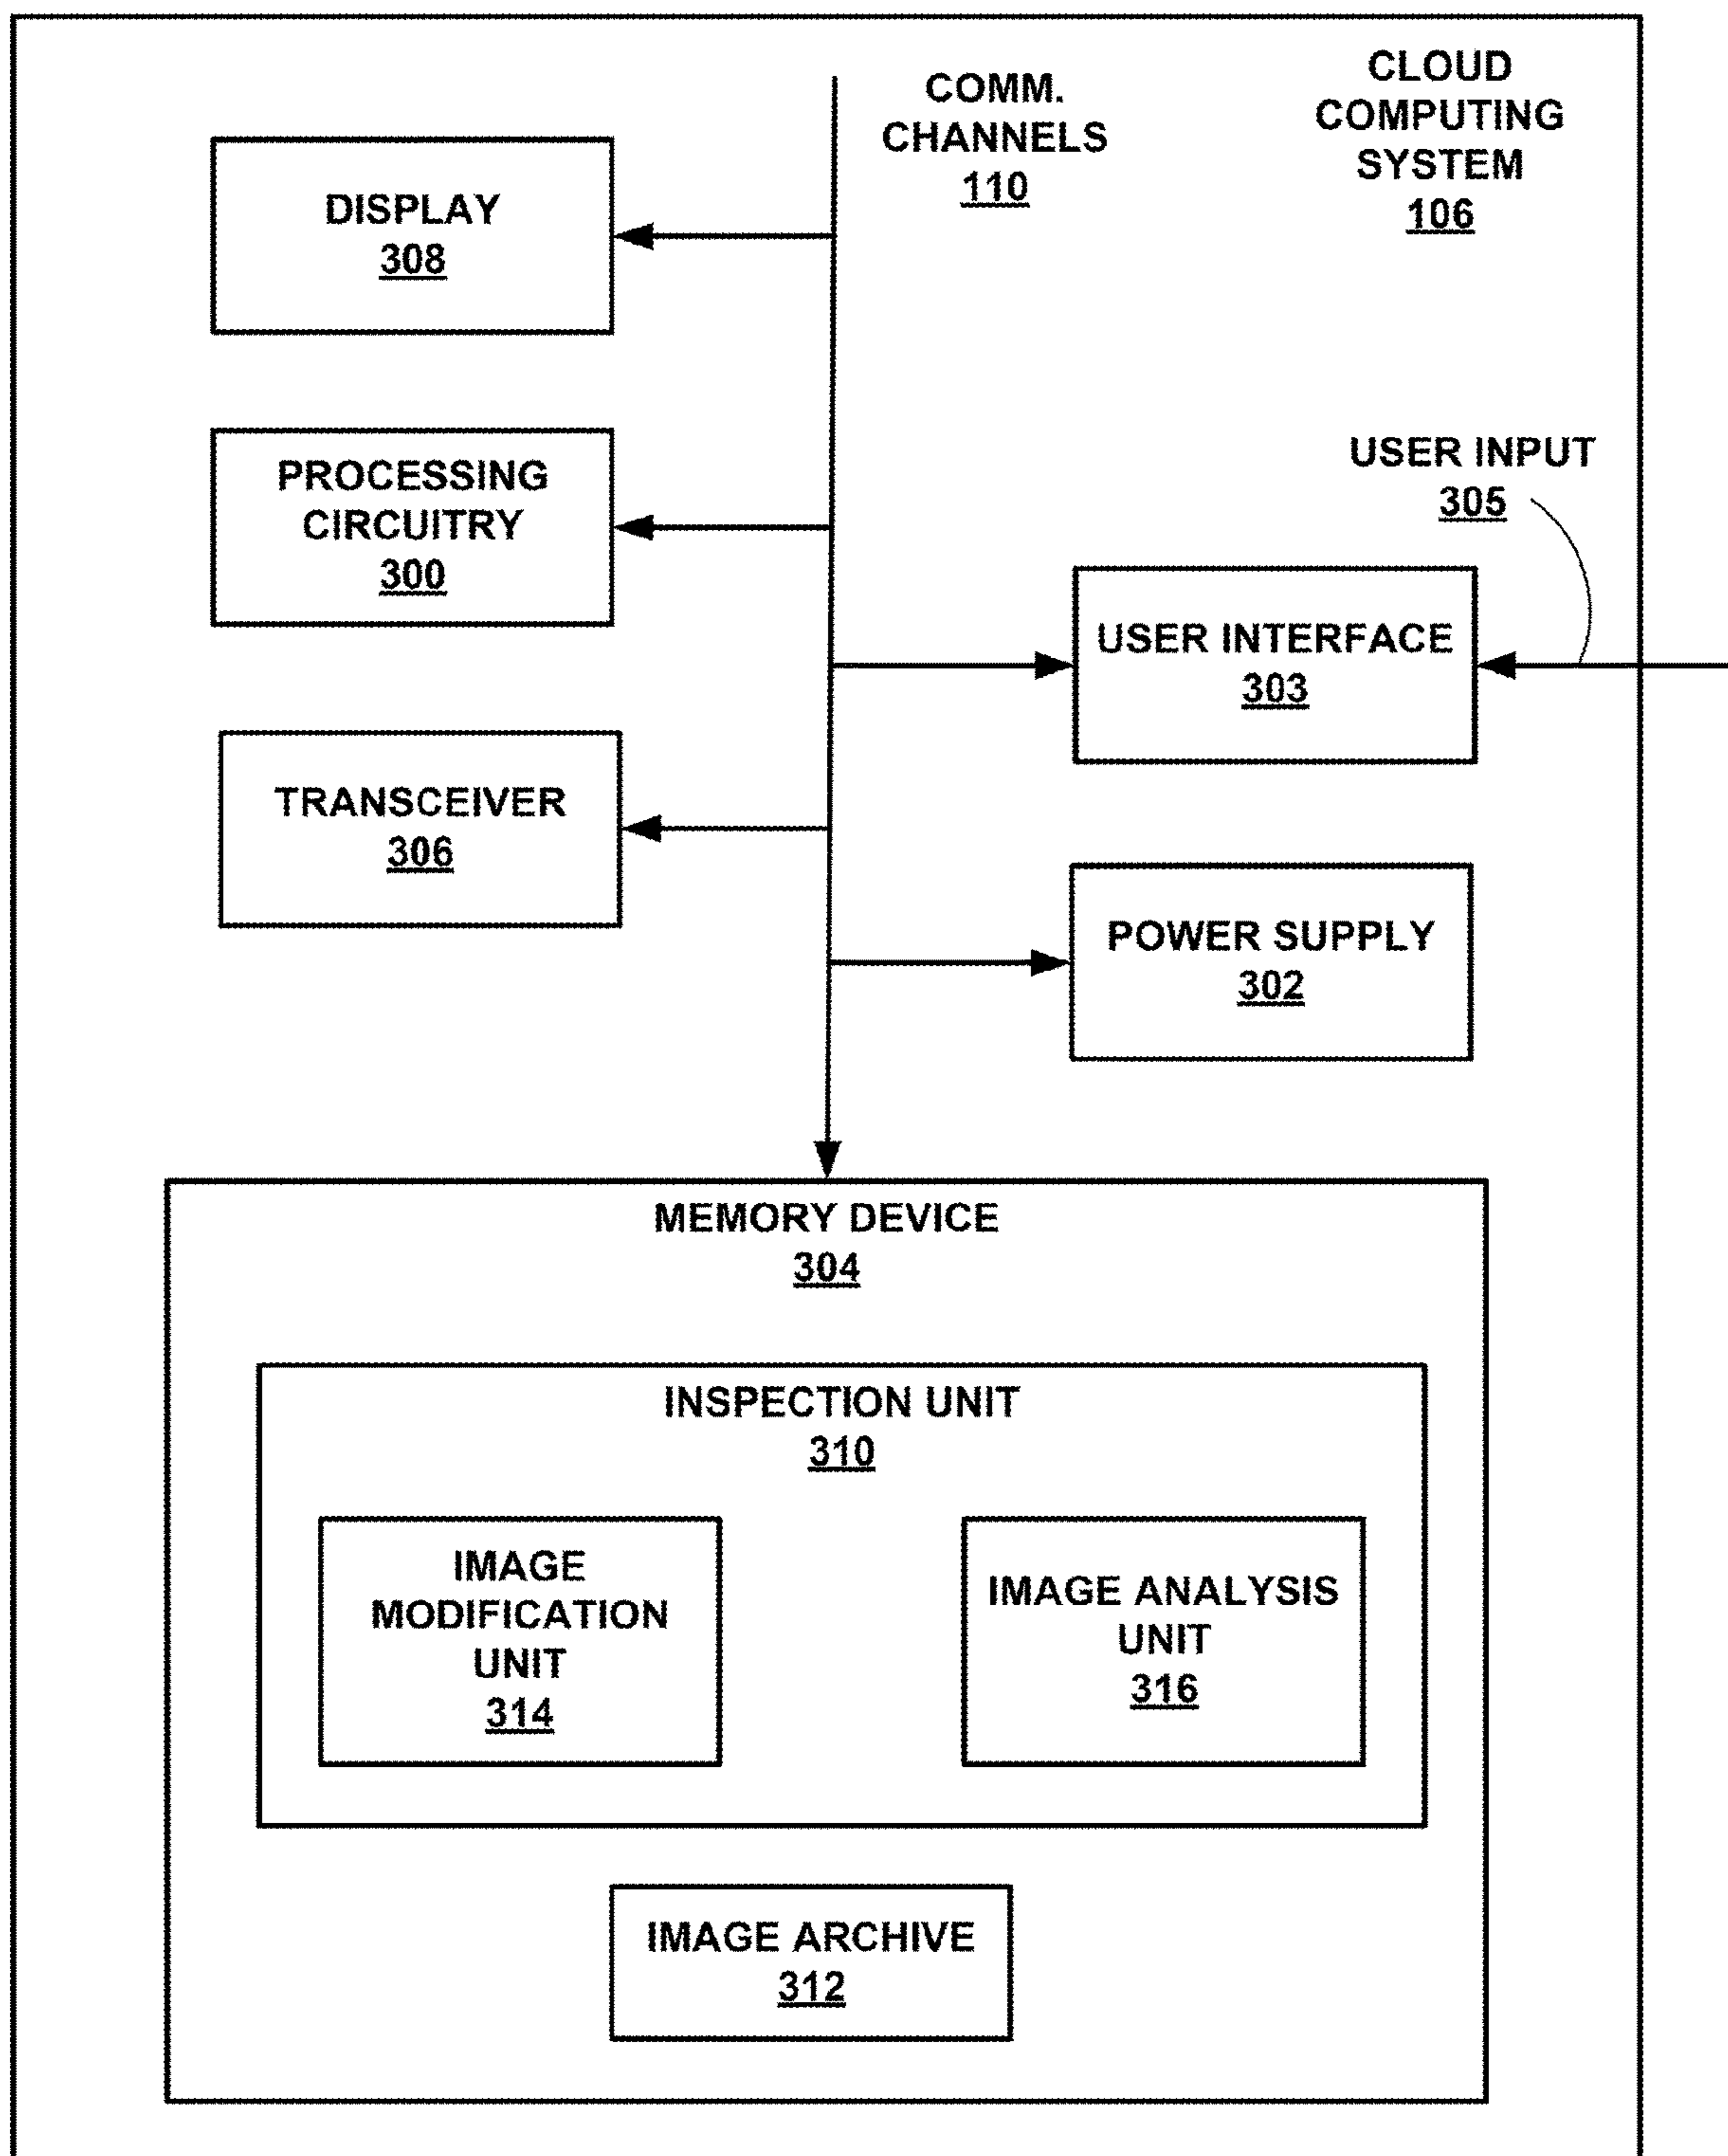 COMM.
CHANNELS
110
CLOUD
COMPUTING
SYSTEM
106
DISPLAY
308
PROCESSING
CIRCUITRY
300
USER INPUT
305
USER INTERFACE
303
TRANSCEIVER
306
POWER SUPPLY
302
MEMORY DEVICE
304
INSPECTION UNIT
310
IMAGE
MODIFICATION
UNIT
314
IMAGE ANALYSIS
UNIT
316
IMAGE ARCHIVE
312